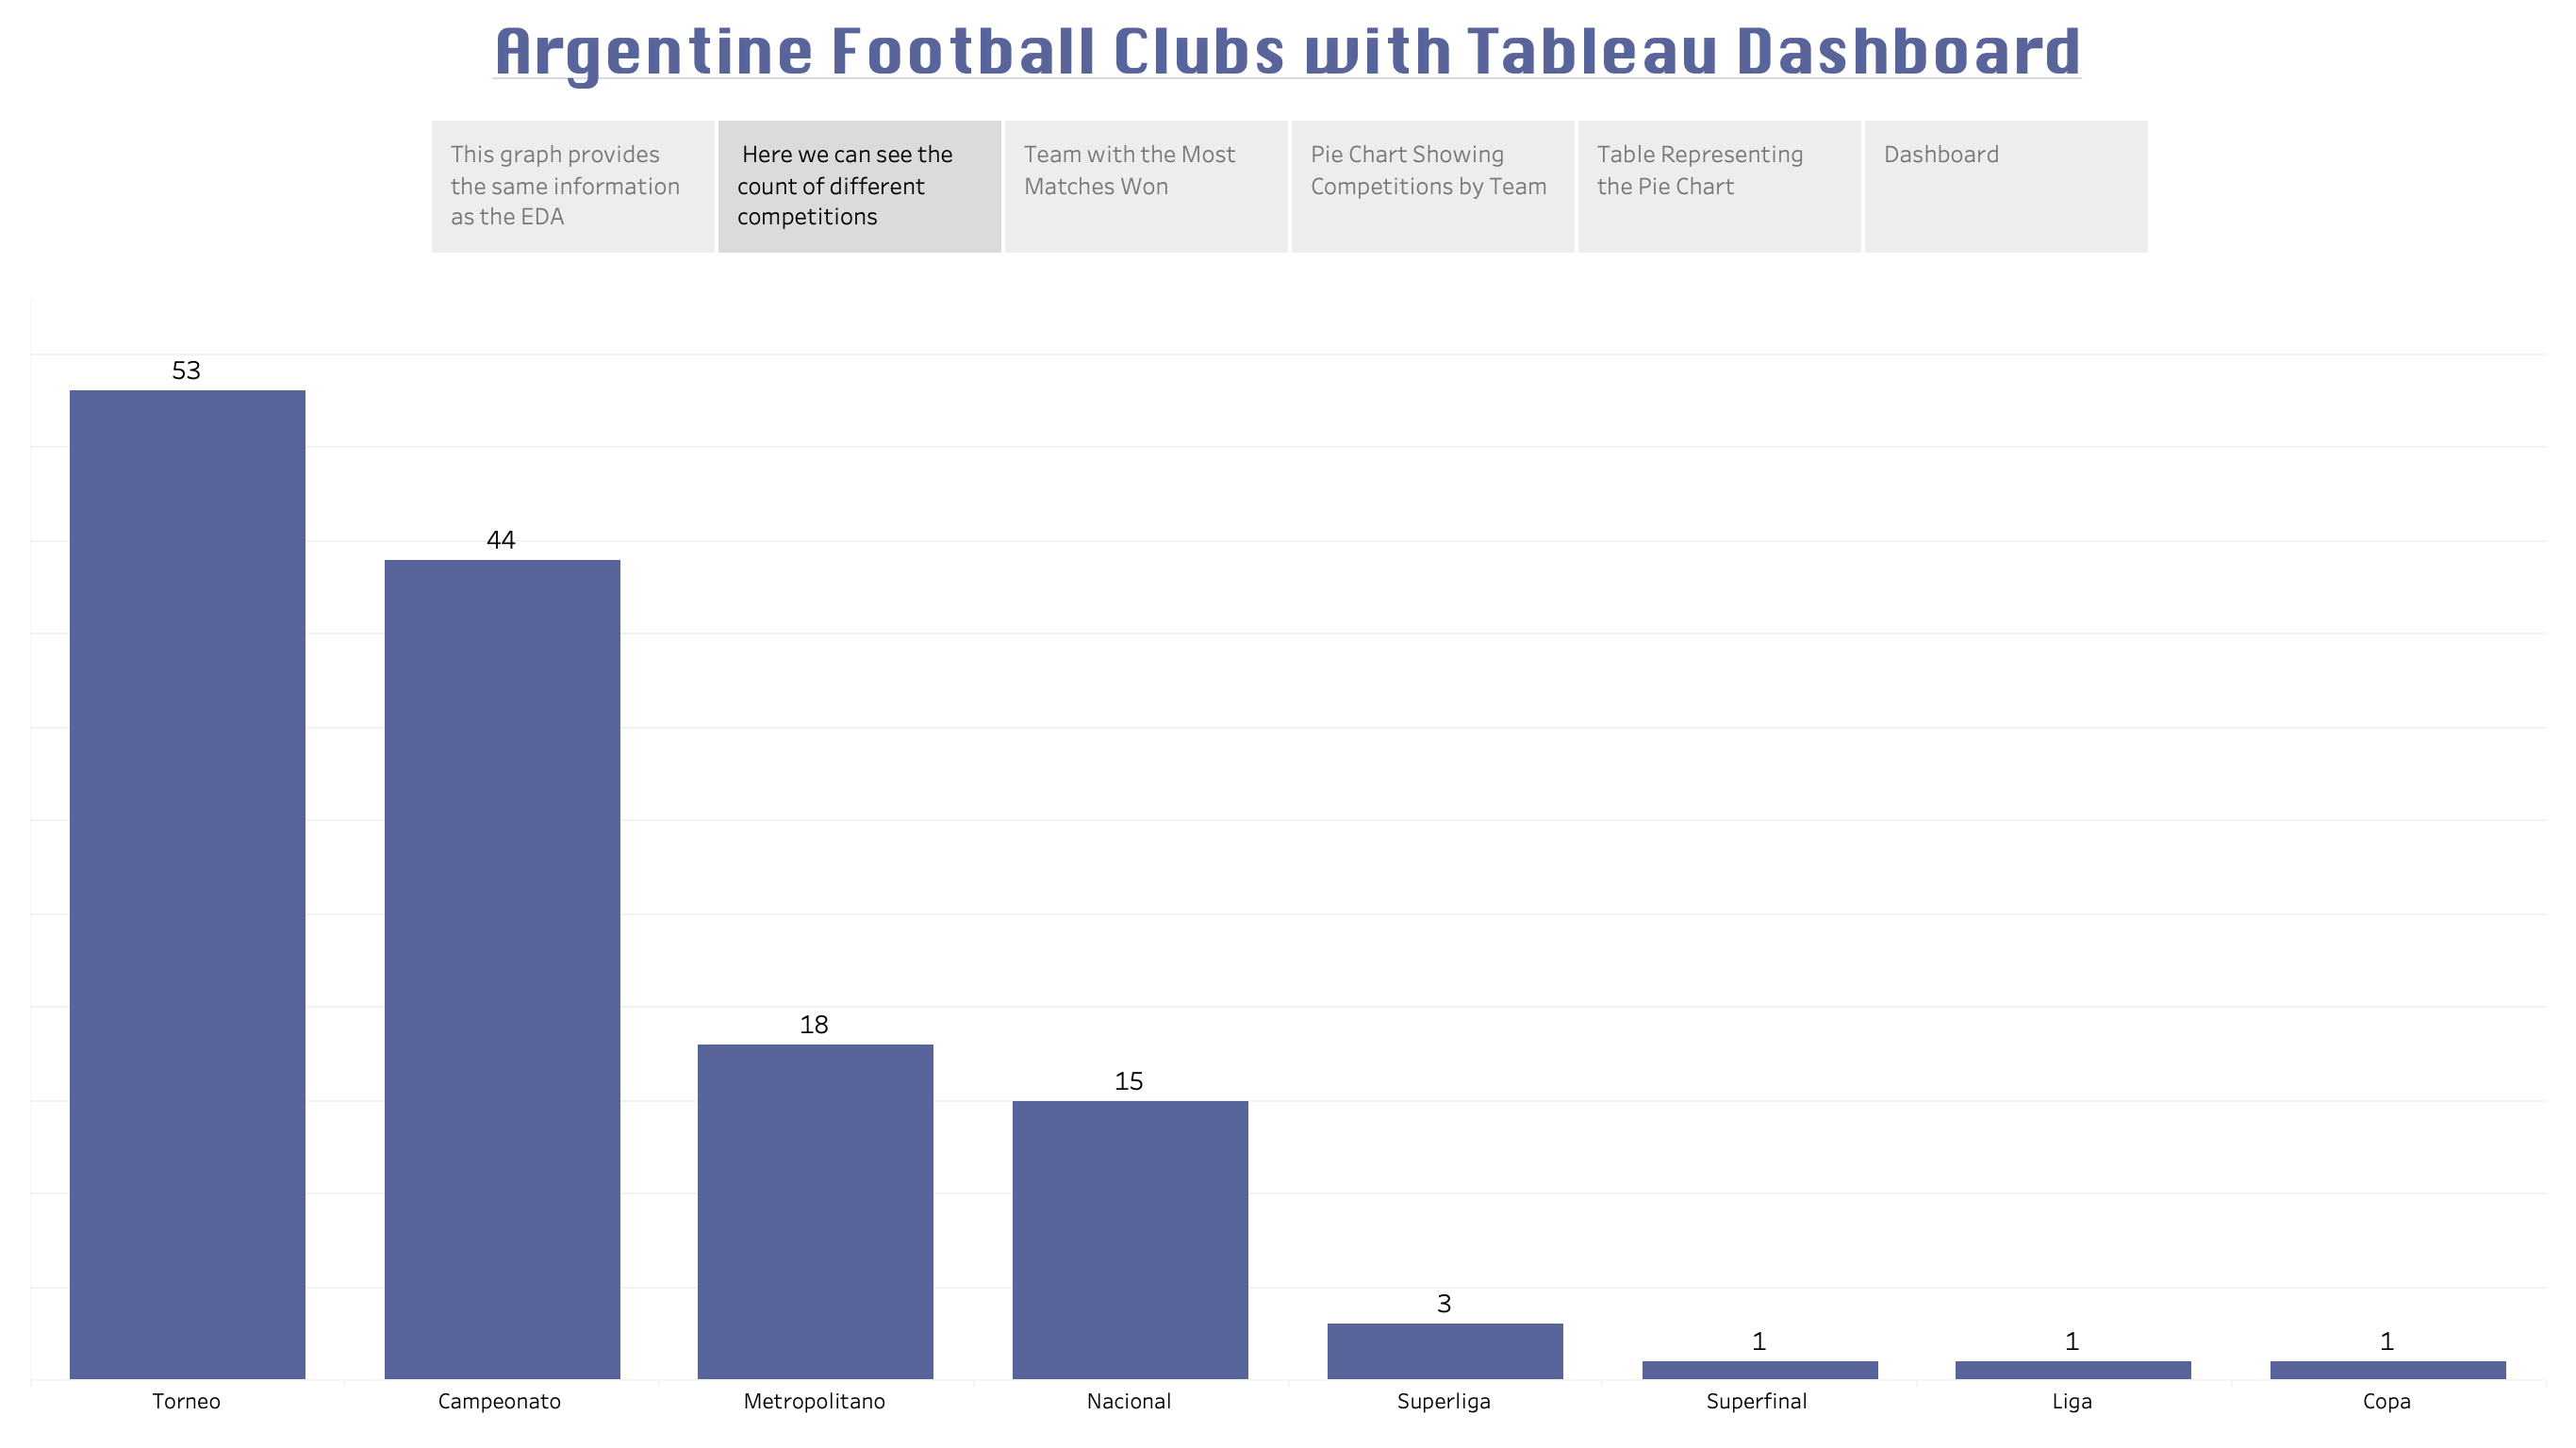 Argentine Football Clubs with Tableau Dashboard
This graph provides
the same information
as the EDA
Here we can see the
count of different
competitions
Team with the Most
Matches Won
Pie Chart Showing
Competitions by Team
Table Representing
the Pie Chart
Dashboard
53
44
18
15
3
1
1
1
Torneo
Campeonato
Metropolitano
Nacional
Superliga
Superfinal
Liga
Copa